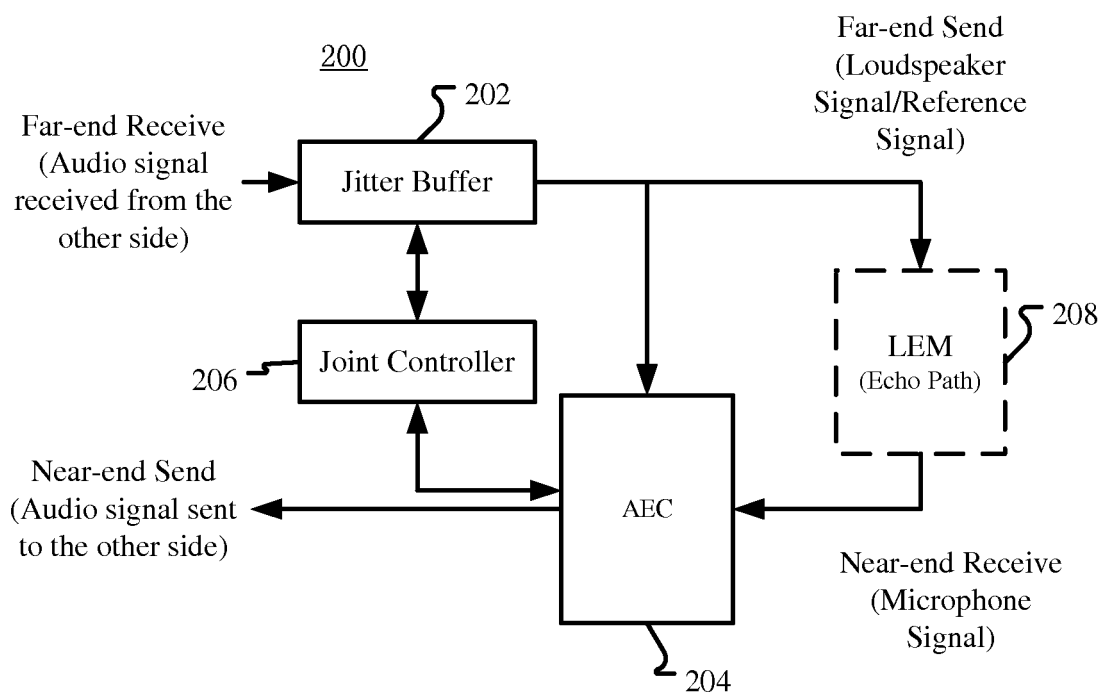 200
202
Far-end Receive
(Audio signal
received from the
other side)
Jitter Buffer
Far-end Send
(Loudspeaker
Signal/Reference
Signal)
206
Joint Controller
LEM
(Echo Path)
208
Near-end Send
(Audio signal sent
to the other side)
AEC
204
Near-end Receive
(Microphone
Signal)